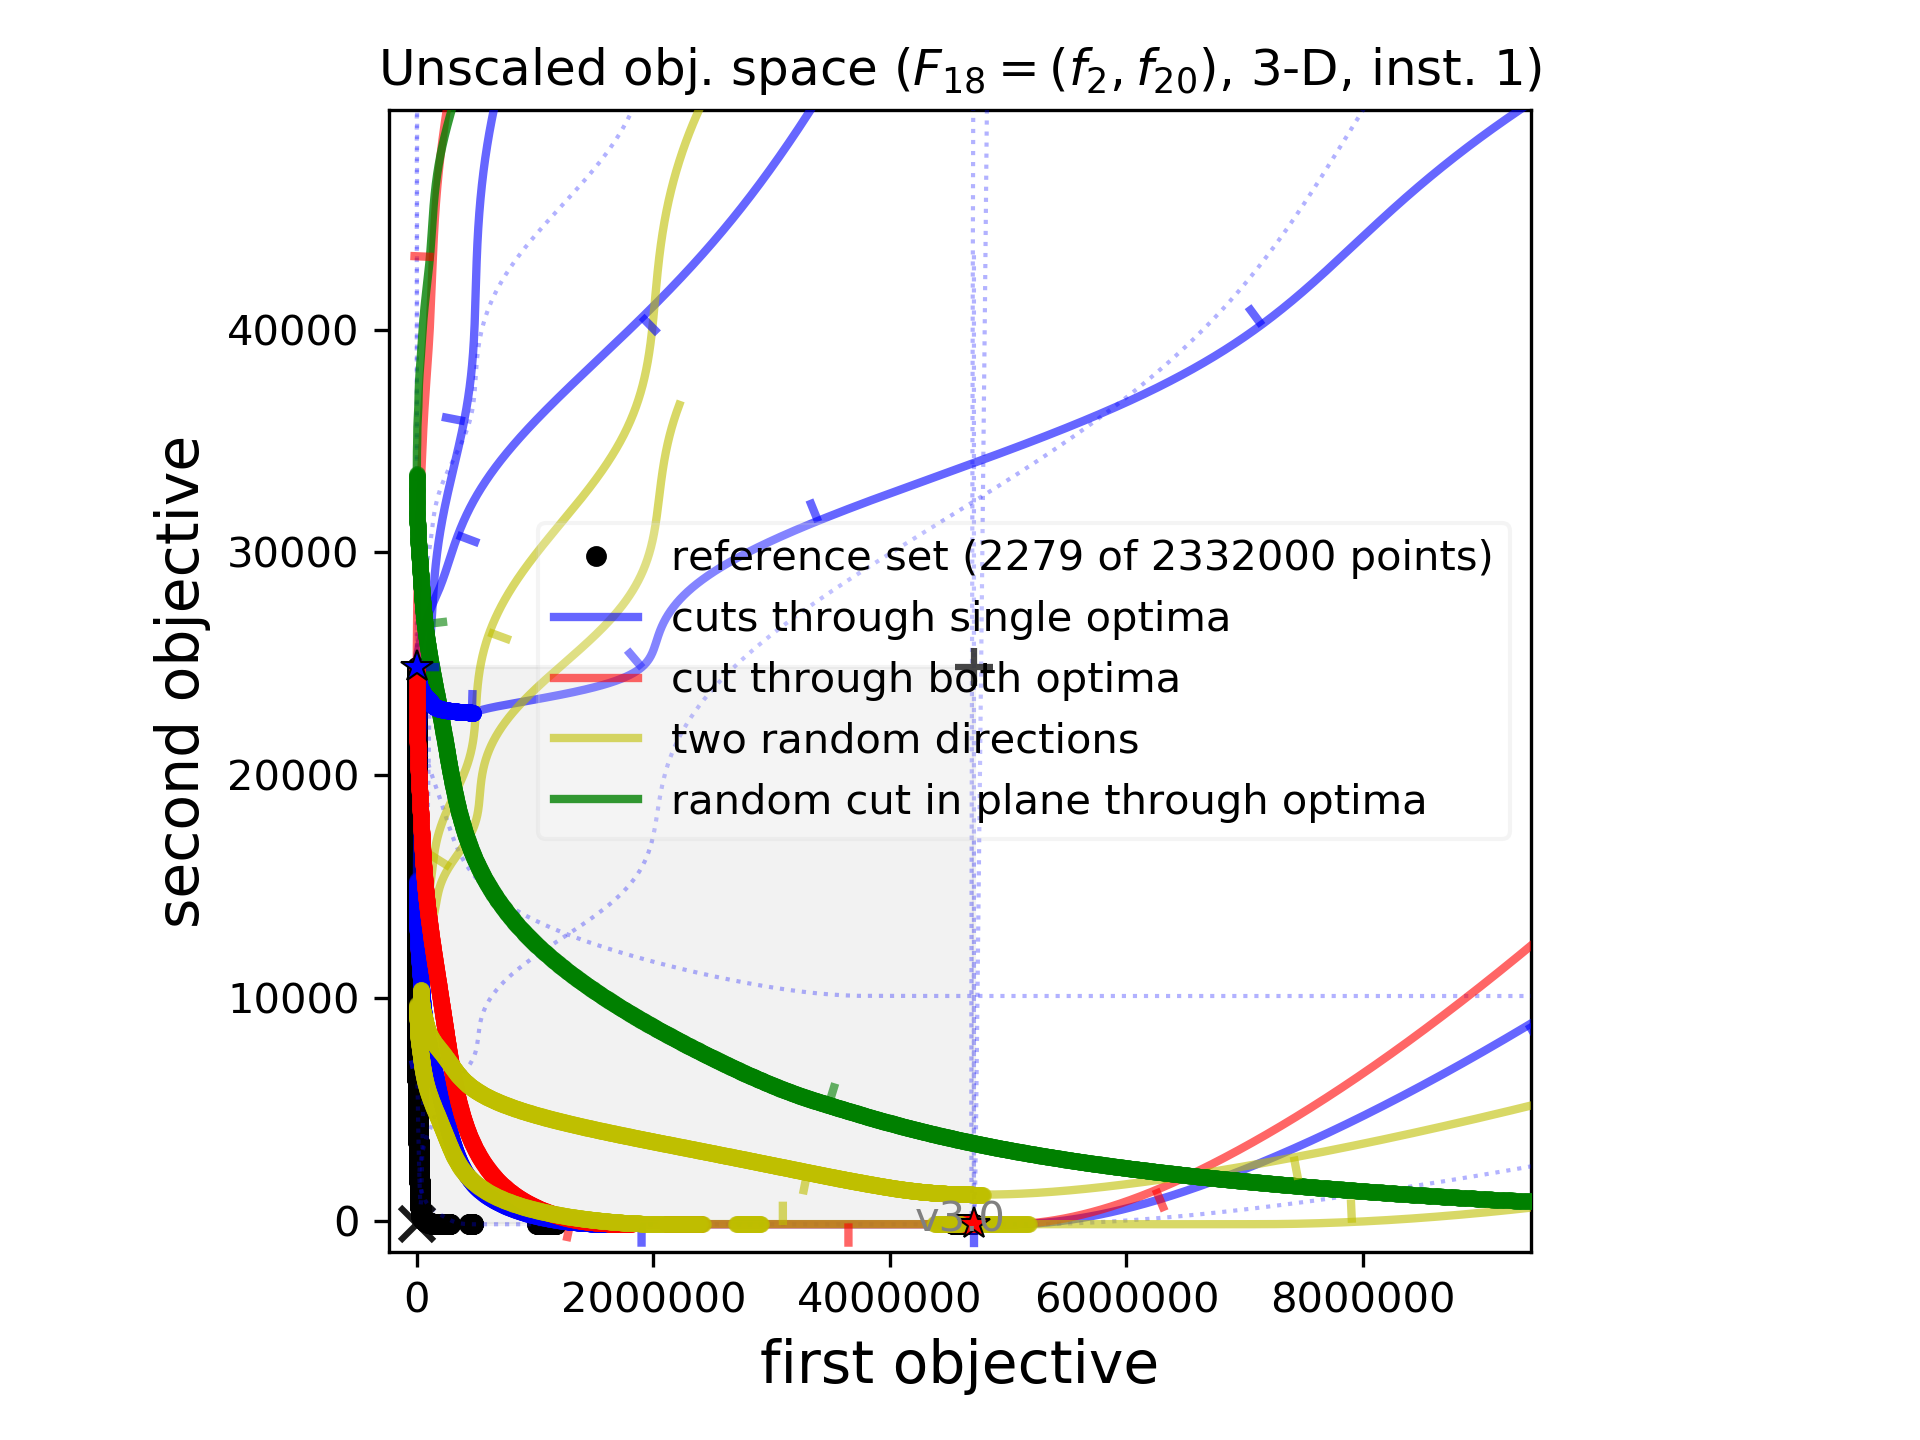 Unscaled obj. space (F18 = (f2, f20), 3-D, inst. 1)
second objective
40000
30000
20000
10000
0
reference set (2279 of 2332000 points)
cuts through single optima
cut through both optima
two random directions
random cut in plane through optima
v3.0
0
2000000
4000000
6000000
8000000
first objective